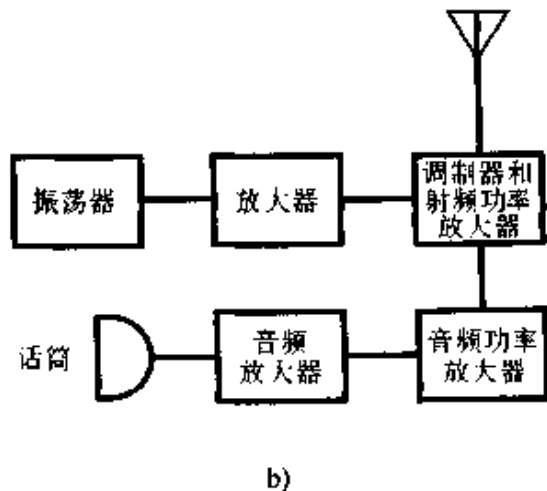 振荡器
放大器
调制器和
射频功率
放大器
话筒
音频
放大器
音频功率
放大器
b)